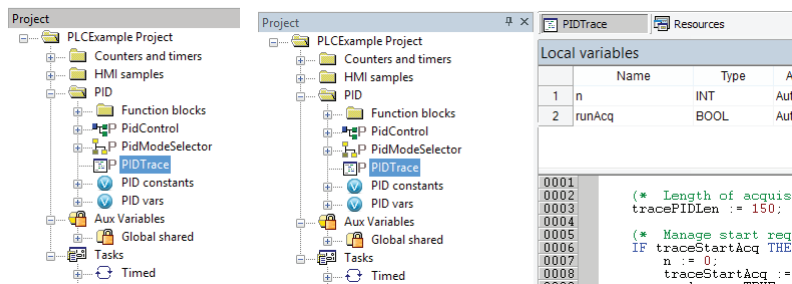 Project
PLCExample Project
Counters and timers
HMI samples
PID
Function blocks
PidControl
PidModeSelector
PIDTrace
PID constants
PID vars
Aux Variables
Global shared
Tasks
Timed
Project
PLCExample Project
Counters and timers
HMI samples
PID
Function blocks
PidControl
PidModeSelector
PIDTrace
PID constants
PID vars
Aux Variables
Global shared
Tasks
Timed
PIDTrace Resources
Local variables
Name Type A
1 n INT Au
2 runAcq BOOL Au
0001
0002 (* Length of acquis
0003 tracePIDLen := 150;
0004
0005 (* Manage start req
0006 IF traceStartAcq THE
0007 n := 0;
0008 traceStartAcq :=